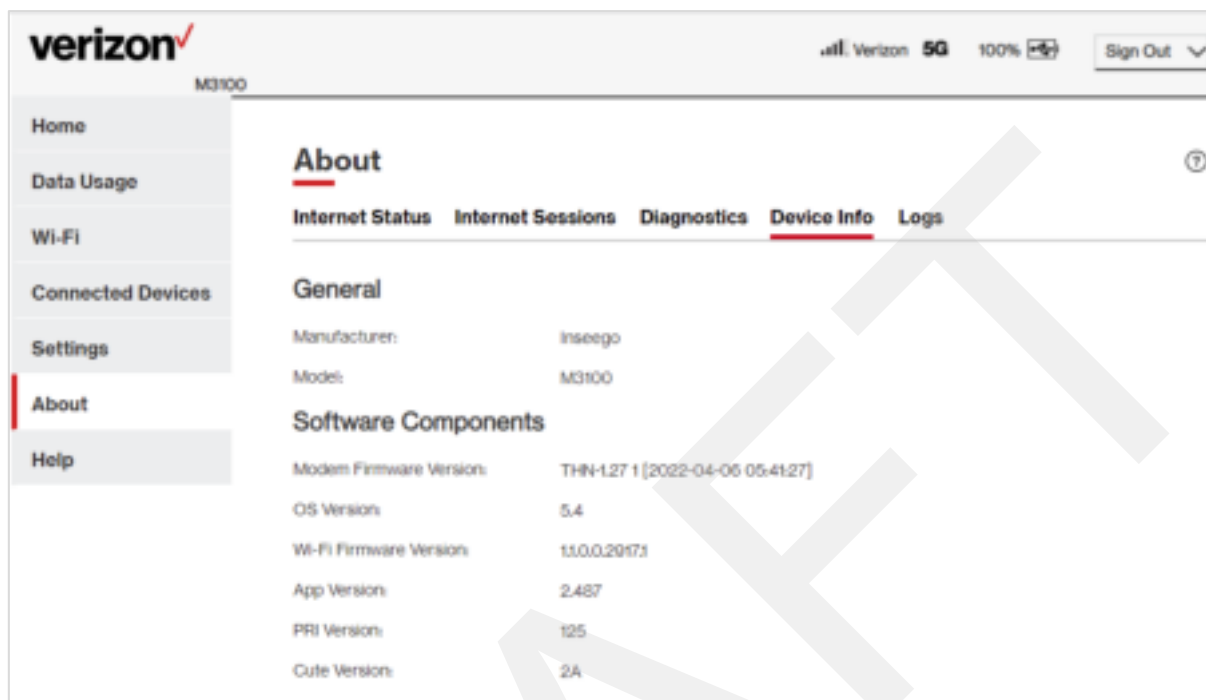 verizon
Verizon 5G 100% Sign Out
M3100
Home
Data Usage
Wi-Fi
Connected Devices
Settings
About
Help
About
Internet Status Internet Sessions Diagnostics Device Info Logs
General
Manufacturer: Inseego
Model: M3100
Software Components
Modem Firmware Version: THN-1.27 1 [2022-04-06 05:41:27]
OS Version: 5.4
Wi-Fi Firmware Version: 1.1.0.0.2917.1
App Version: 2.487
PRI Version: 125
Cute Version: 2A
AFT